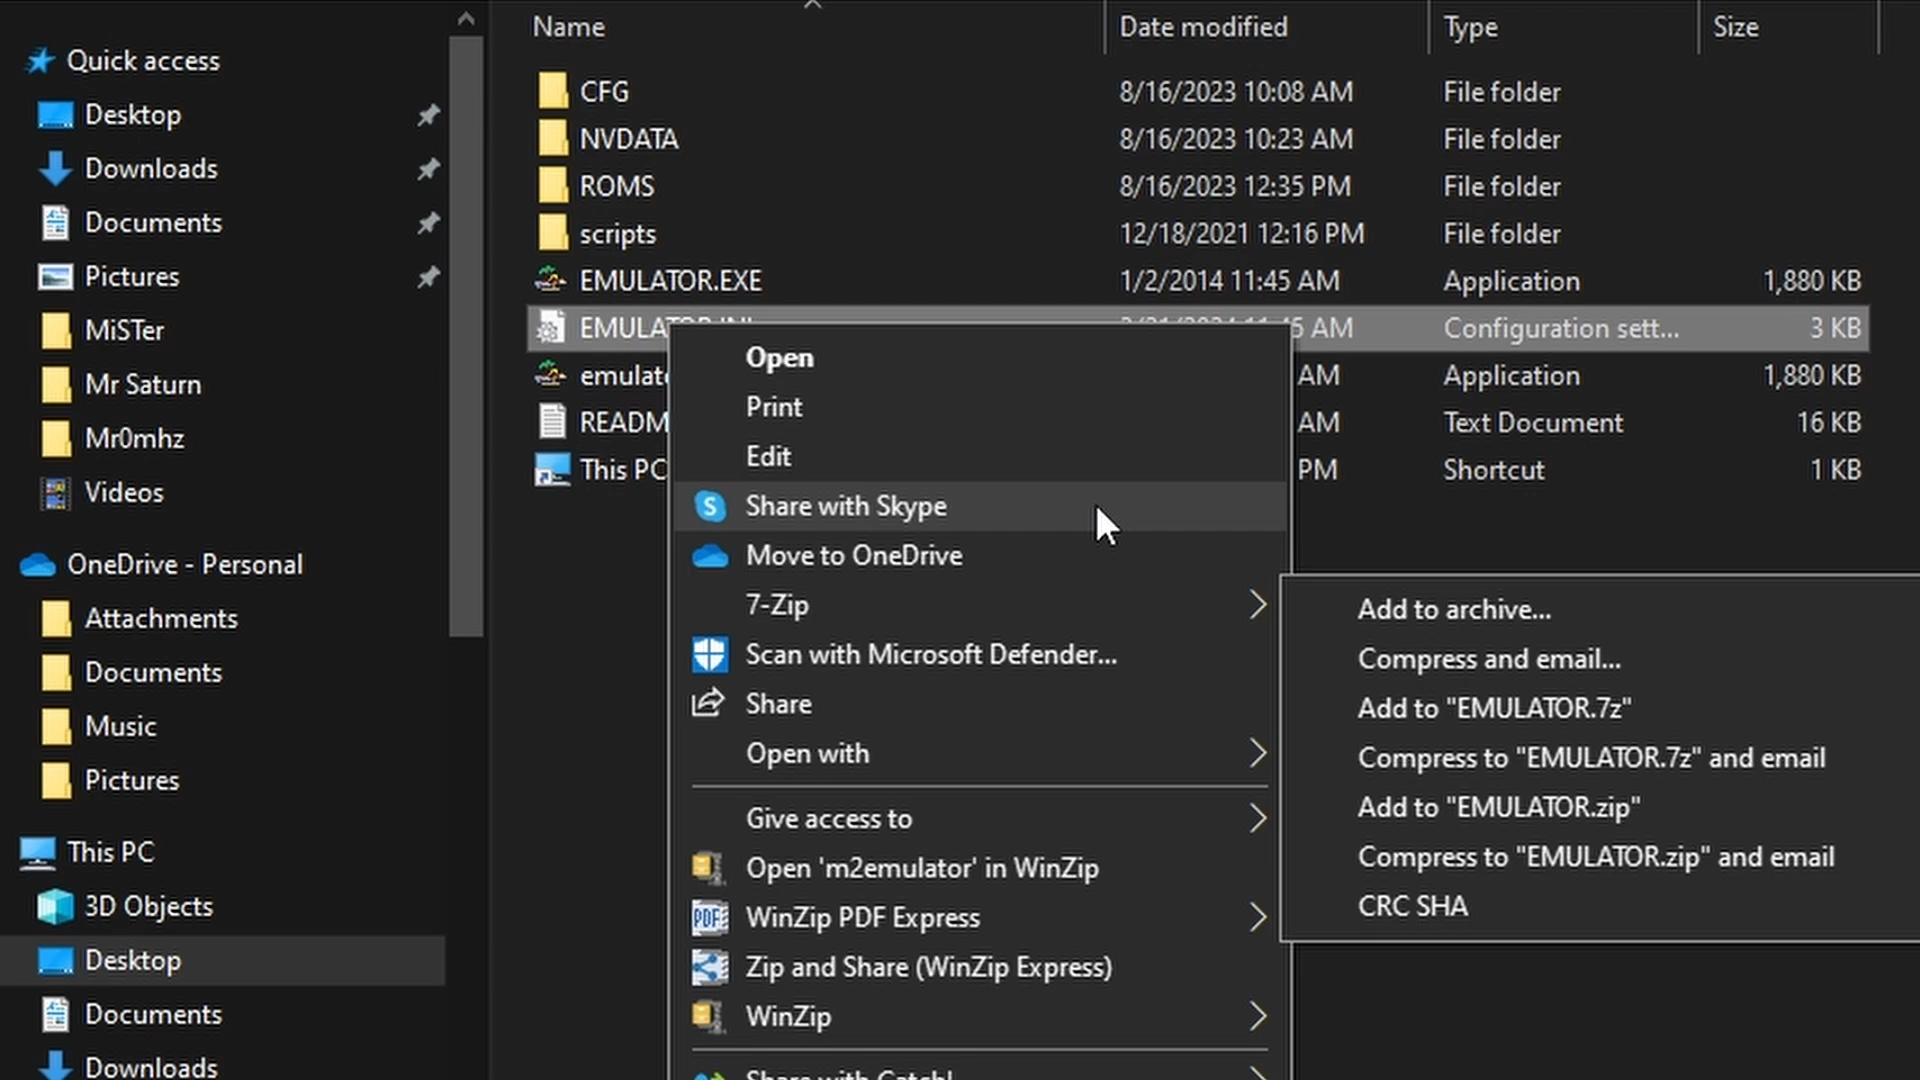 Name Date modified Type Size
Quick access
Desktop
Downloads
Documents
Pictures
MiSTer
Mr Saturn
Mr0mhz
Videos
OneDrive - Personal
Attachments
Documents
Music
Pictures
This PC
3D Objects
Desktop
Documents
Downloads
CFG 8/16/2023 10:08 AM File folder
NVDATA 8/16/2023 10:23 AM File folder
ROMS 8/16/2023 12:35 PM File folder
scripts 12/18/2021 12:16 PM File folder
EMULATOR.EXE 1/2/2014 11:45 AM Application 1,880 KB
EMULATOR.INI AM Configuration sett... 3 KB
AM Application 1,880 KB
AM Text Document 16 KB
This PC PM Shortcut 1 KB
Open
Print
Edit
S
Share with Skype
Move to OneDrive
7-Zip
Scan with Microsoft Defender...
Share
Open with
Give access to
Open 'm2emulator' in WinZip
PDF
WinZip PDF Express
Zip and Share (WinZip Express)
WinZip
Share with Catch!
Add to archive...
Compress and email...
Add to "EMULATOR.7z"
Compress to "EMULATOR.7z" and email
Add to "EMULATOR.zip"
Compress to "EMULATOR.zip" and email
CRC SHA